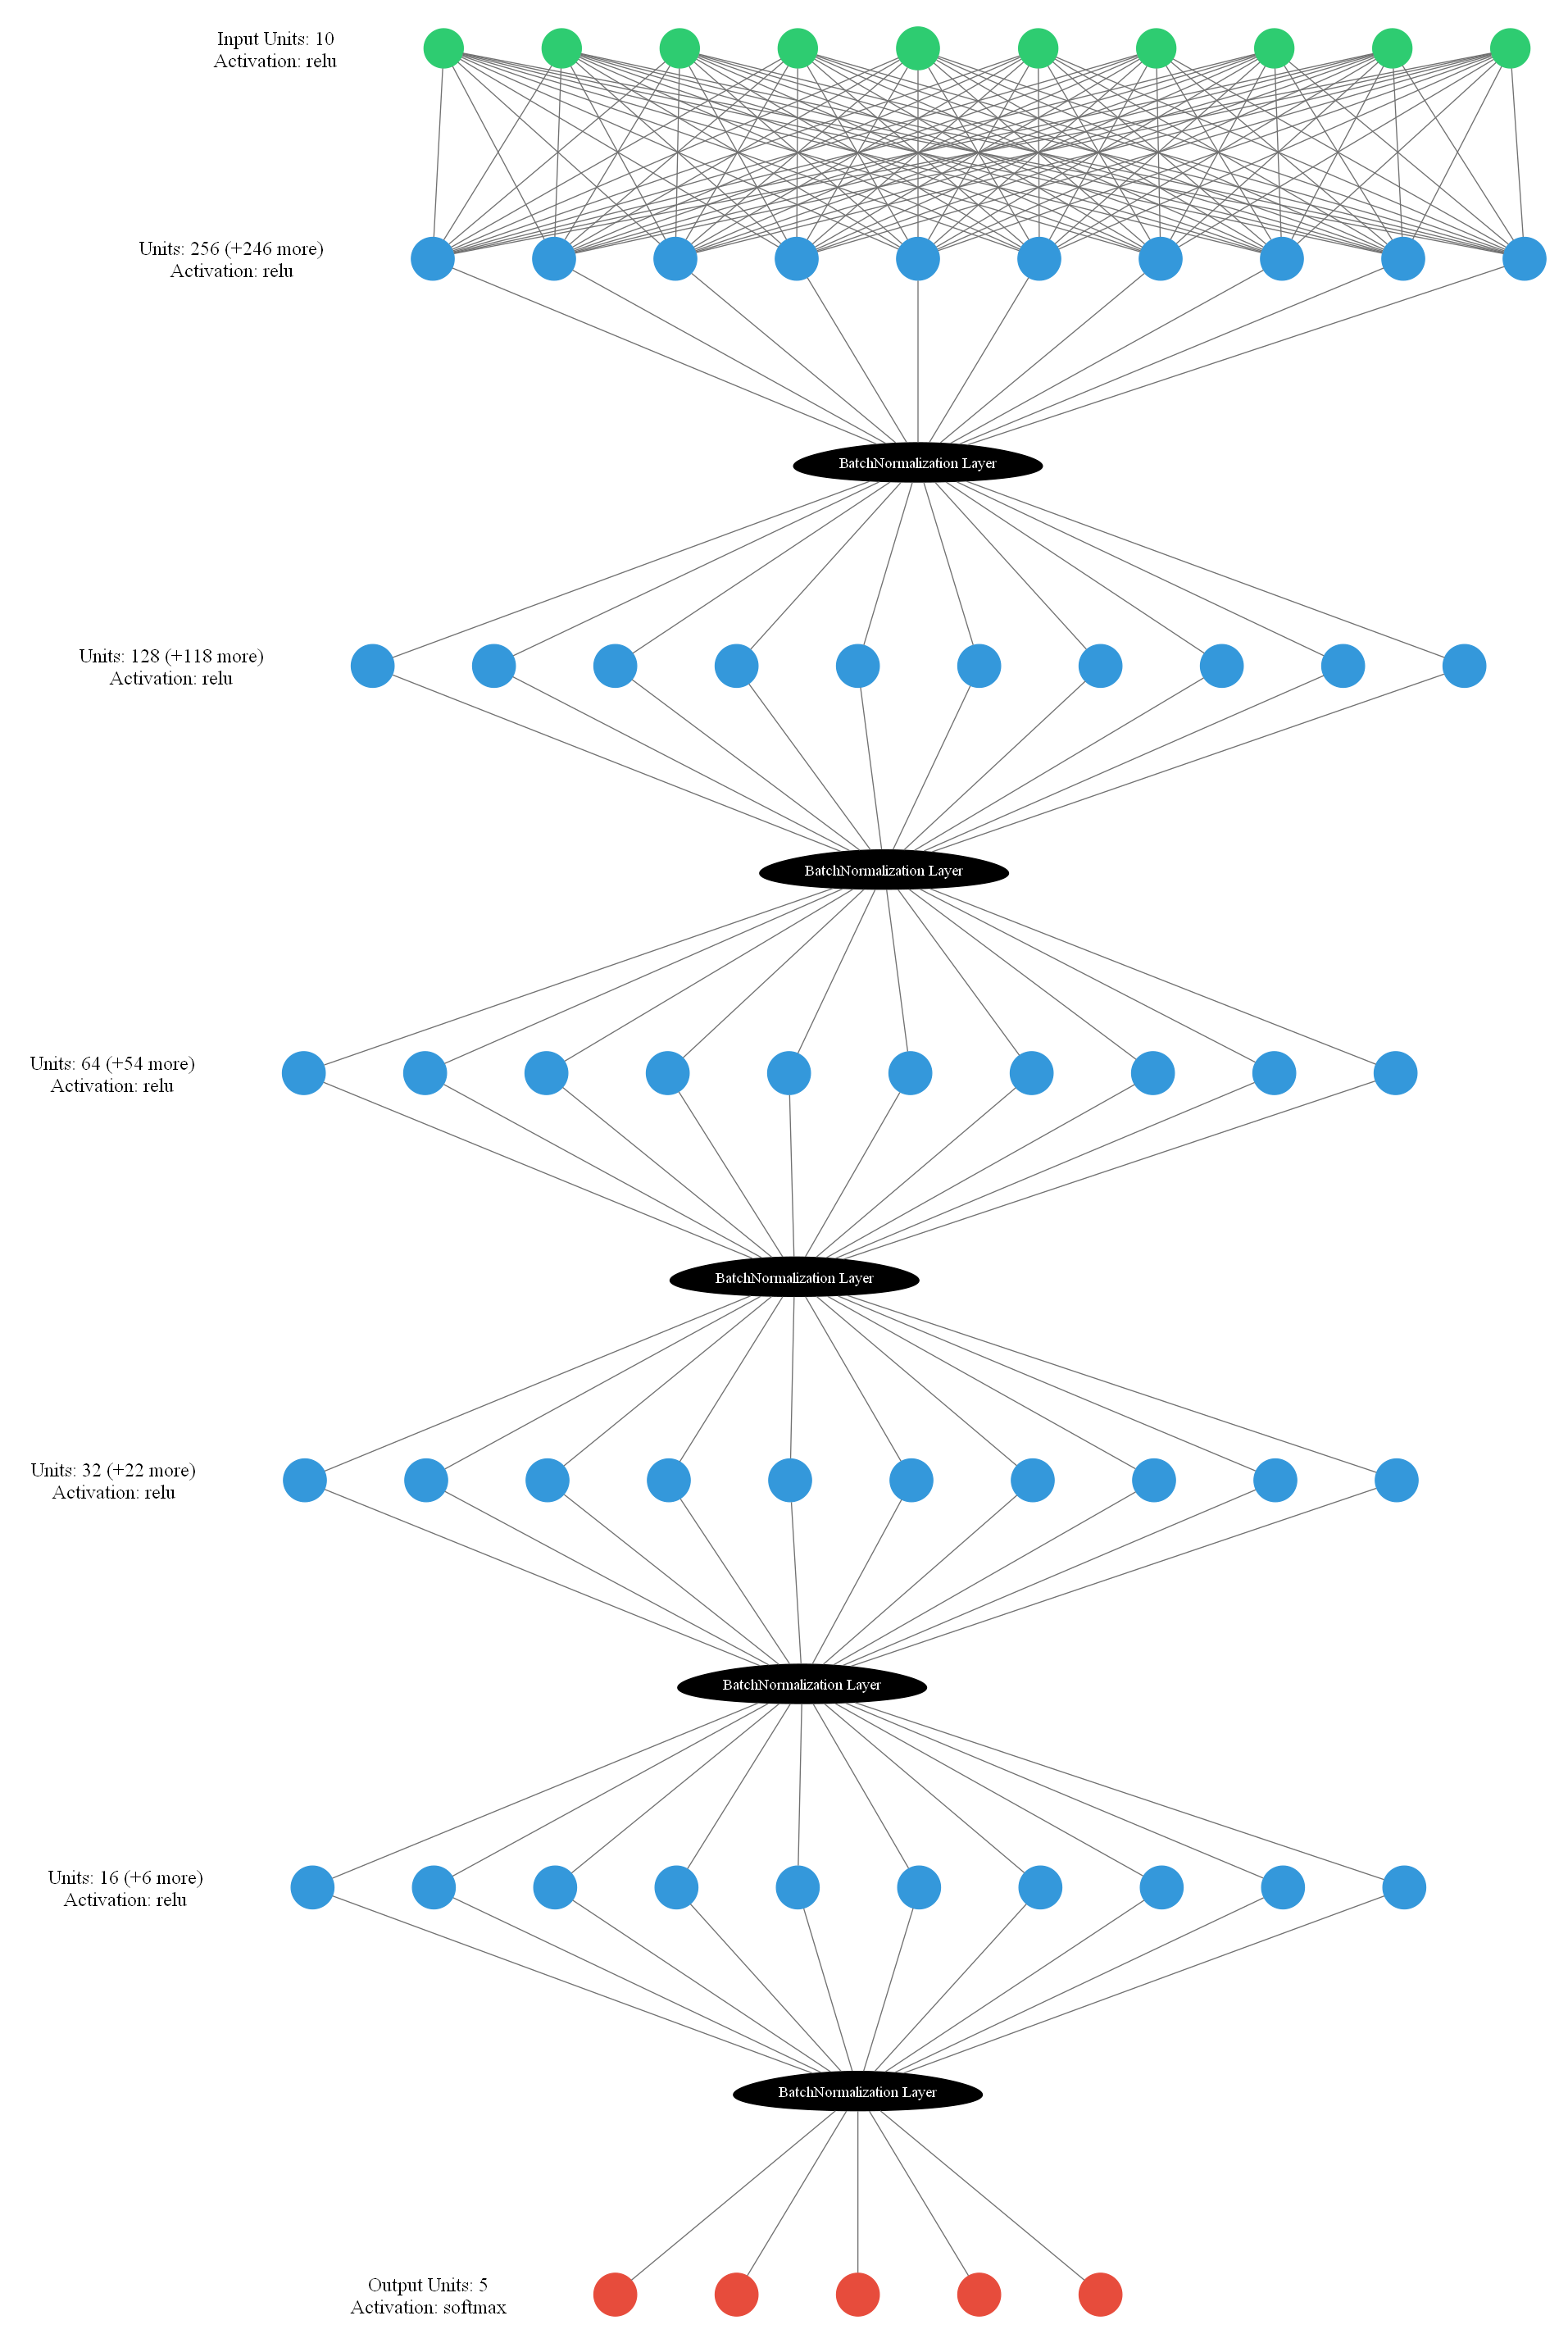 Input Units: 10
Activation: relu
Units: 256 (+246 more)
Activation: relu
BatchNormalization Layer
Units: 128 (+118 more)
Activation: relu
BatchNormalization Layer
Units: 64 (+54 more)
Activation: relu
BatchNormalization Layer
Units: 32 (+22 more)
Activation: relu
BatchNormalization Layer
Units: 16 (+6 more)
Activation: relu
BatchNormalization Layer
Output Units: 5
Activation: softmax